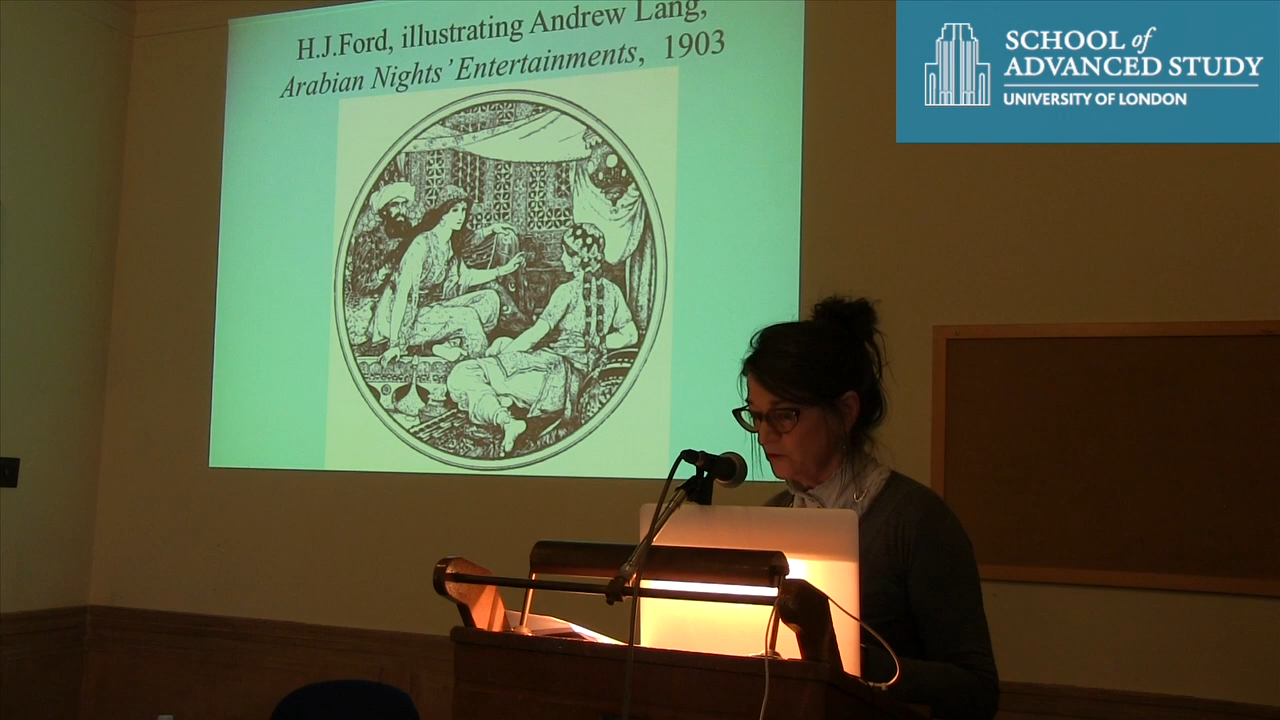 H.J.Ford, illustrating Andrew Lang,
Arabian Nights' Entertainments, 1903
SCHOOL of
ADVANCED STUDY
UNIVERSITY OF LONDON